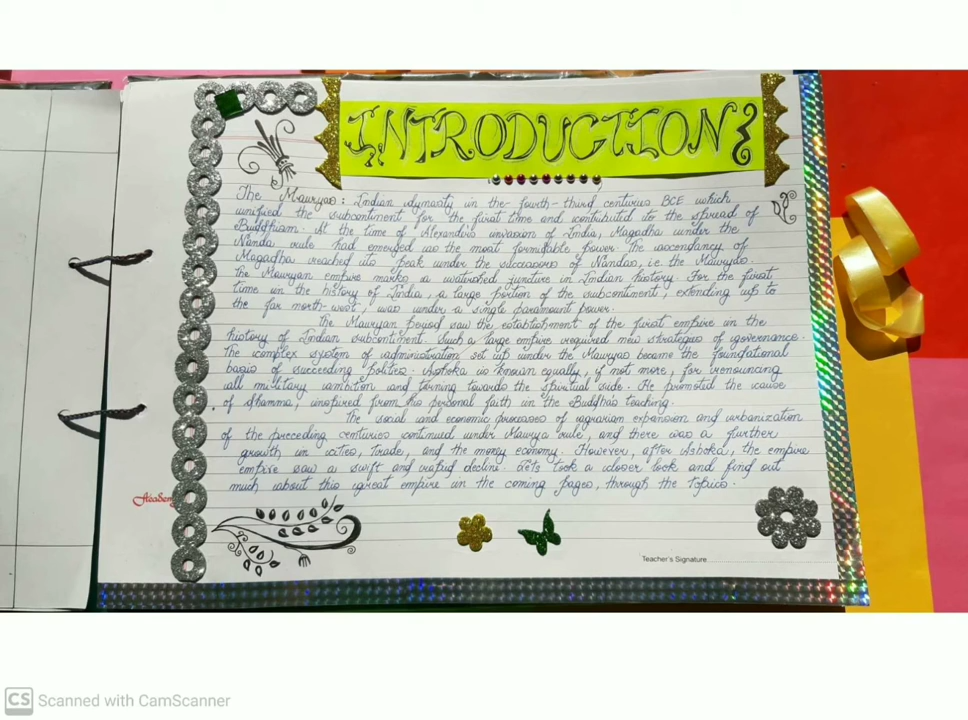 INTRODUCTION
The Mauryas : Indian dynasty in the fourth-third centuries BCE which
unified the subcontinent for the first time and contributed to the spread of
Buddhism. At the time of Alexandris invasion of India, Magadha under the
Nanda rule had emerged as the most formidable power. The ascendancy of
Magadha reached its peak under the successors of Nandas, i.e. the Mauryas.
The Mauryan empire marks a watershed juncture in Indian history. For the first
time in the history of India, a large portion of the subcontinent, extending up to
the far north-west, was under a single paramount power.
The Mauryan peiyod saw the establishment of the first empire in the
history of Indian subcontinent. Such a large empire required new strategies of governance.
The complex system of administration set up under the Mauryas became the foundational
basis of succeeding polities. Ashoka is known equally, if not more, for renouncing
all military ambition and turning towards the spiritual side. He promoted the cause
of dhamma, inspired from his personal faith in the Buddha's teaching.
The social and economic processes of agrarian expansion and urbanization
of the preceding centuries continued under Maurya rule, and there was a further
growth in cities, trade, and the money economy. However, after Ashoka, the empire
empire saw a swift and rapid decline. Let's took a closer look and find out
much about this great empire in the coming pages, through the topics.
Teacher's Signature
CS Scanned with CamScanner